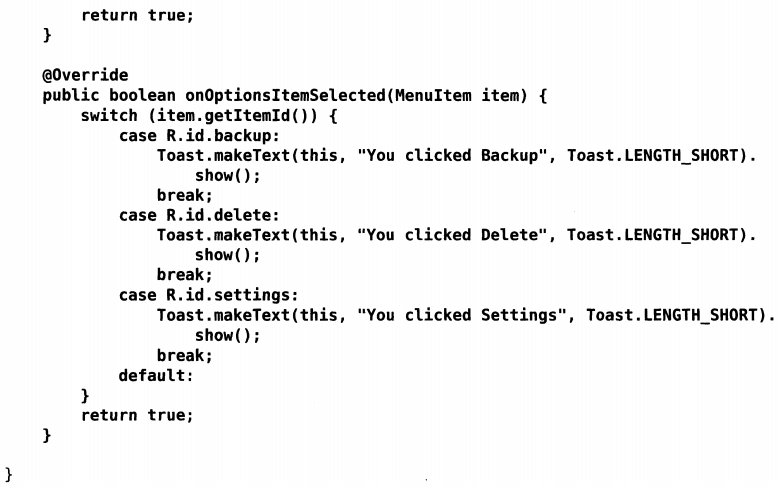 return true;
    }

    @Override
    public boolean onOptionsItemSelected(MenuItem item) {
        switch (item.getItemId()) {
            case R.id.backup:
                Toast.makeText(this, "You clicked Backup", Toast.LENGTH_SHORT).
                    show();
                break;
            case R.id.delete:
                Toast.makeText(this, "You clicked Delete", Toast.LENGTH_SHORT).
                    show();
                break;
            case R.id.settings:
                Toast.makeText(this, "You clicked Settings", Toast.LENGTH_SHORT).
                    show();
                break;
            default:
        }
        return true;
    }

}